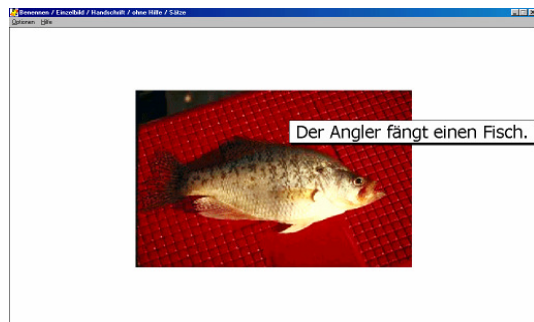 Benennen / Einzelbild / Handschrift / ohne Hilfe / Sätze
Optionen Hilfe
Der Angler fängt einen Fisch.